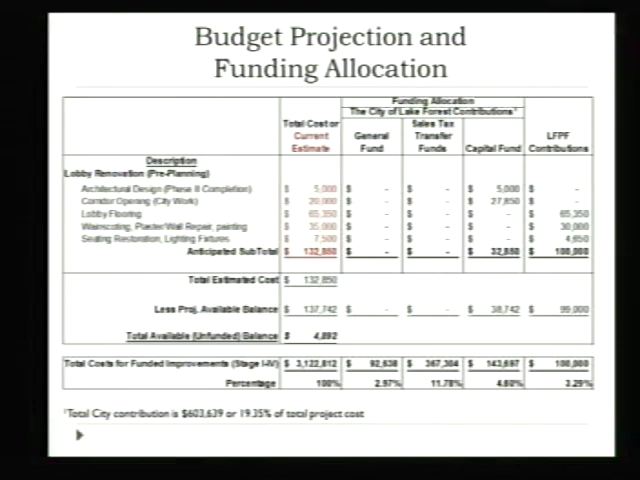 Budget Projection and
Funding Allocation
Funding Allocation
The City of Lake Forest Contributions¹
Total Cost or Current Estimate
General Fund
Sales Tax Transfer Funds
Capital Fund
LFPF Contributions
Description
Lobby Renovation (Pre-Planning)
Architectural Design (Phase II Completion) $ 5,000 $ - $ - $ 5,000 $ -
Corridor Opening (City Work) $ 20,000 $ - $ - $ 27,850 $ -
Lobby Flooring $ 65,350 $ - $ - $ - $ 65,350
Wainscoting, Plaster/Wall Repair, painting $ 35,000 $ - $ - $ - $ 30,000
Seating Restoration, Lighting Fixtures $ 7,500 $ - $ - $ - $ 4,650
Anticipated SubTotal $ 132,850 $ - $ - $ 32,850 $ 100,000
Total Estimated Cost $ 132,850
Less Proj. Available Balance $ 137,742 $ - $ - $ 38,742 $ 99,000
Total Available (Unfunded) Balance $ 4,892
Total Costs for Funded Improvements (Stage I-IV) $ 3,122,812 $ 92,638 $ 367,304 $ 143,697 $ 100,000
Percentage 100% 2.97% 11.76% 4.60%
¹Total City contribution is $603,639 or 19.35% of total project cost